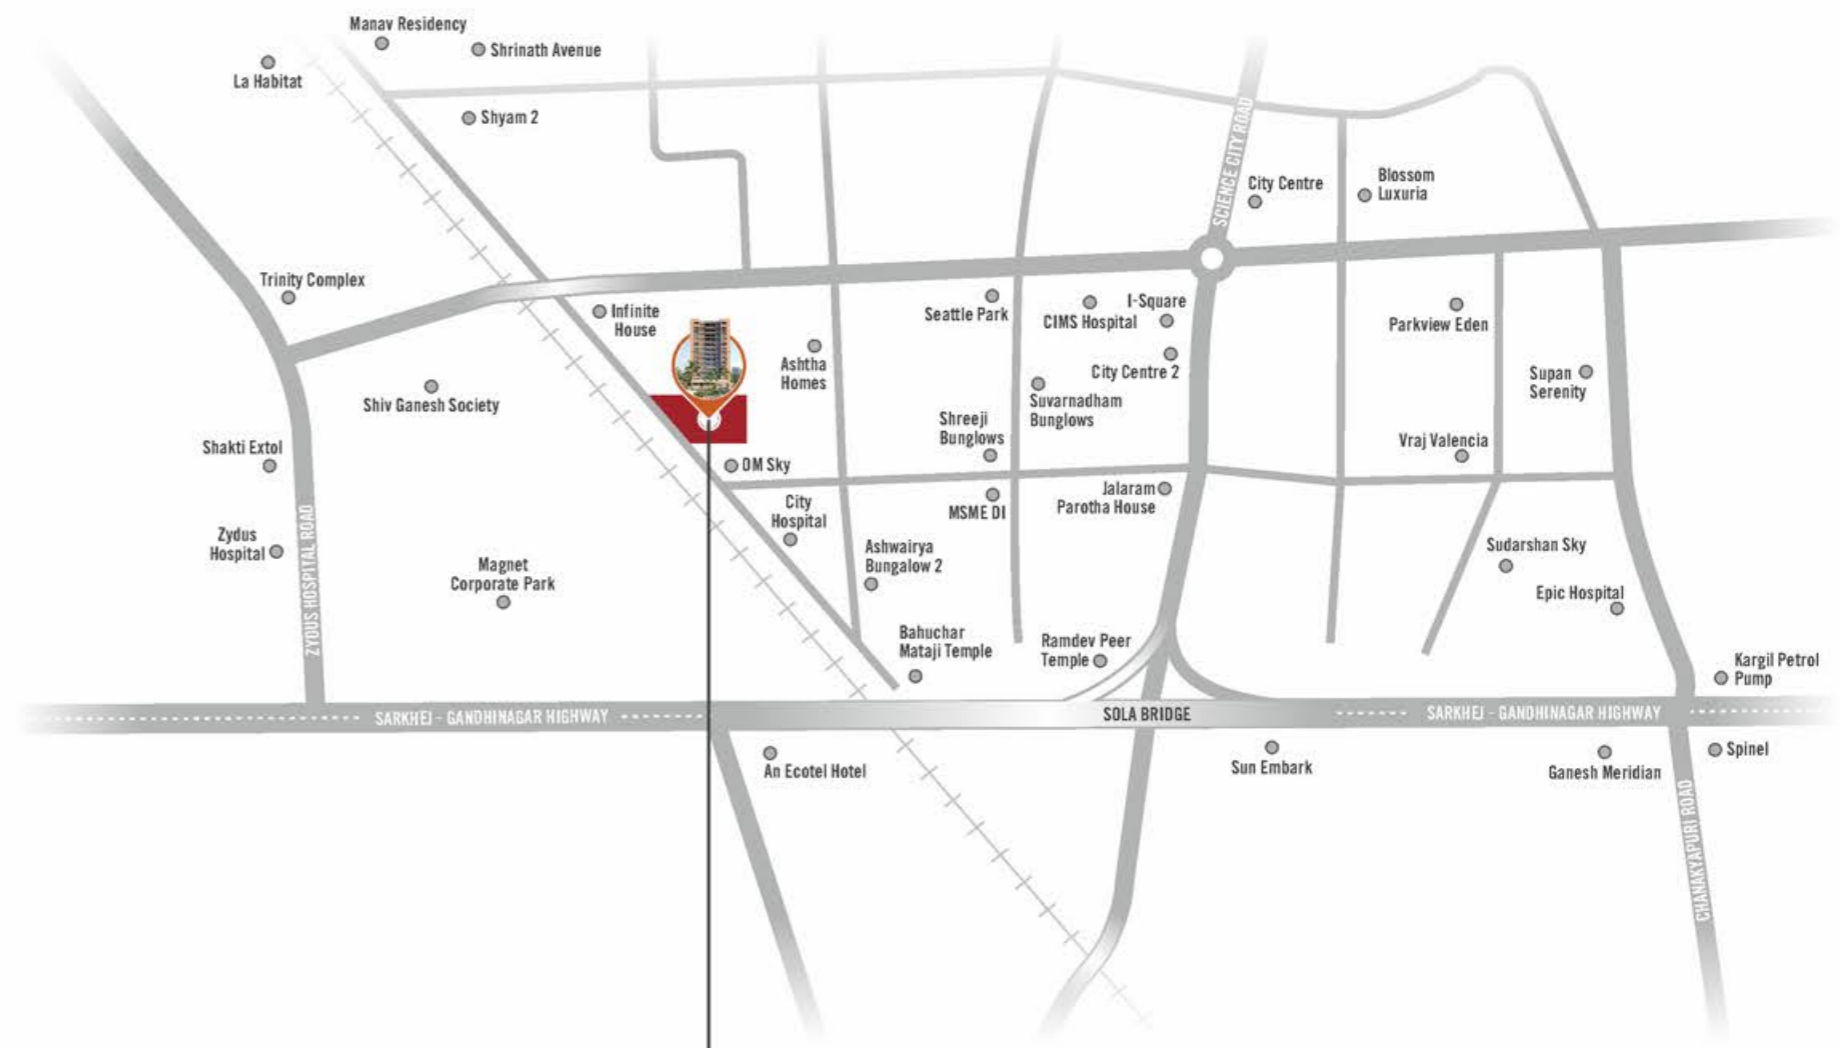 Manav Residency
Shrinath Avenue
La Habitat
Shyam 2
SCIENCE CITY ROAD
City Centre
Blossom
Luxuria
Trinity Complex
Infinite
House
Seattle Park
I-Square
CIMS Hospital
Parkview Eden
Ashtha
Homes
City Centre 2
Supan
Serenity
Shiv Ganesh Society
Suvarnadham
Bunglows
Shreeji
Bunglows
Vraj Valencia
Shakti Extol
OM Sky
City
Hospital
MSME DI
Jalaram
Parotha House
Zydus
Hospital
ZYDUS HOSPITAL ROAD
Magnet
Corporate Park
Ashwairya
Bungalow 2
Sudarshan Sky
Epic Hospital
Bahuchar
Mataji Temple
Ramdev Peer
Temple
Kargil Petrol
Pump
SARKHEJ - GANDHINAGAR HIGHWAY
SOLA BRIDGE
SARKHEJ - GANDHINAGAR HIGHWAY
An Ecotel Hotel
Sun Embark
Ganesh Meridian
Spinel
CHANAKYAPURI ROAD